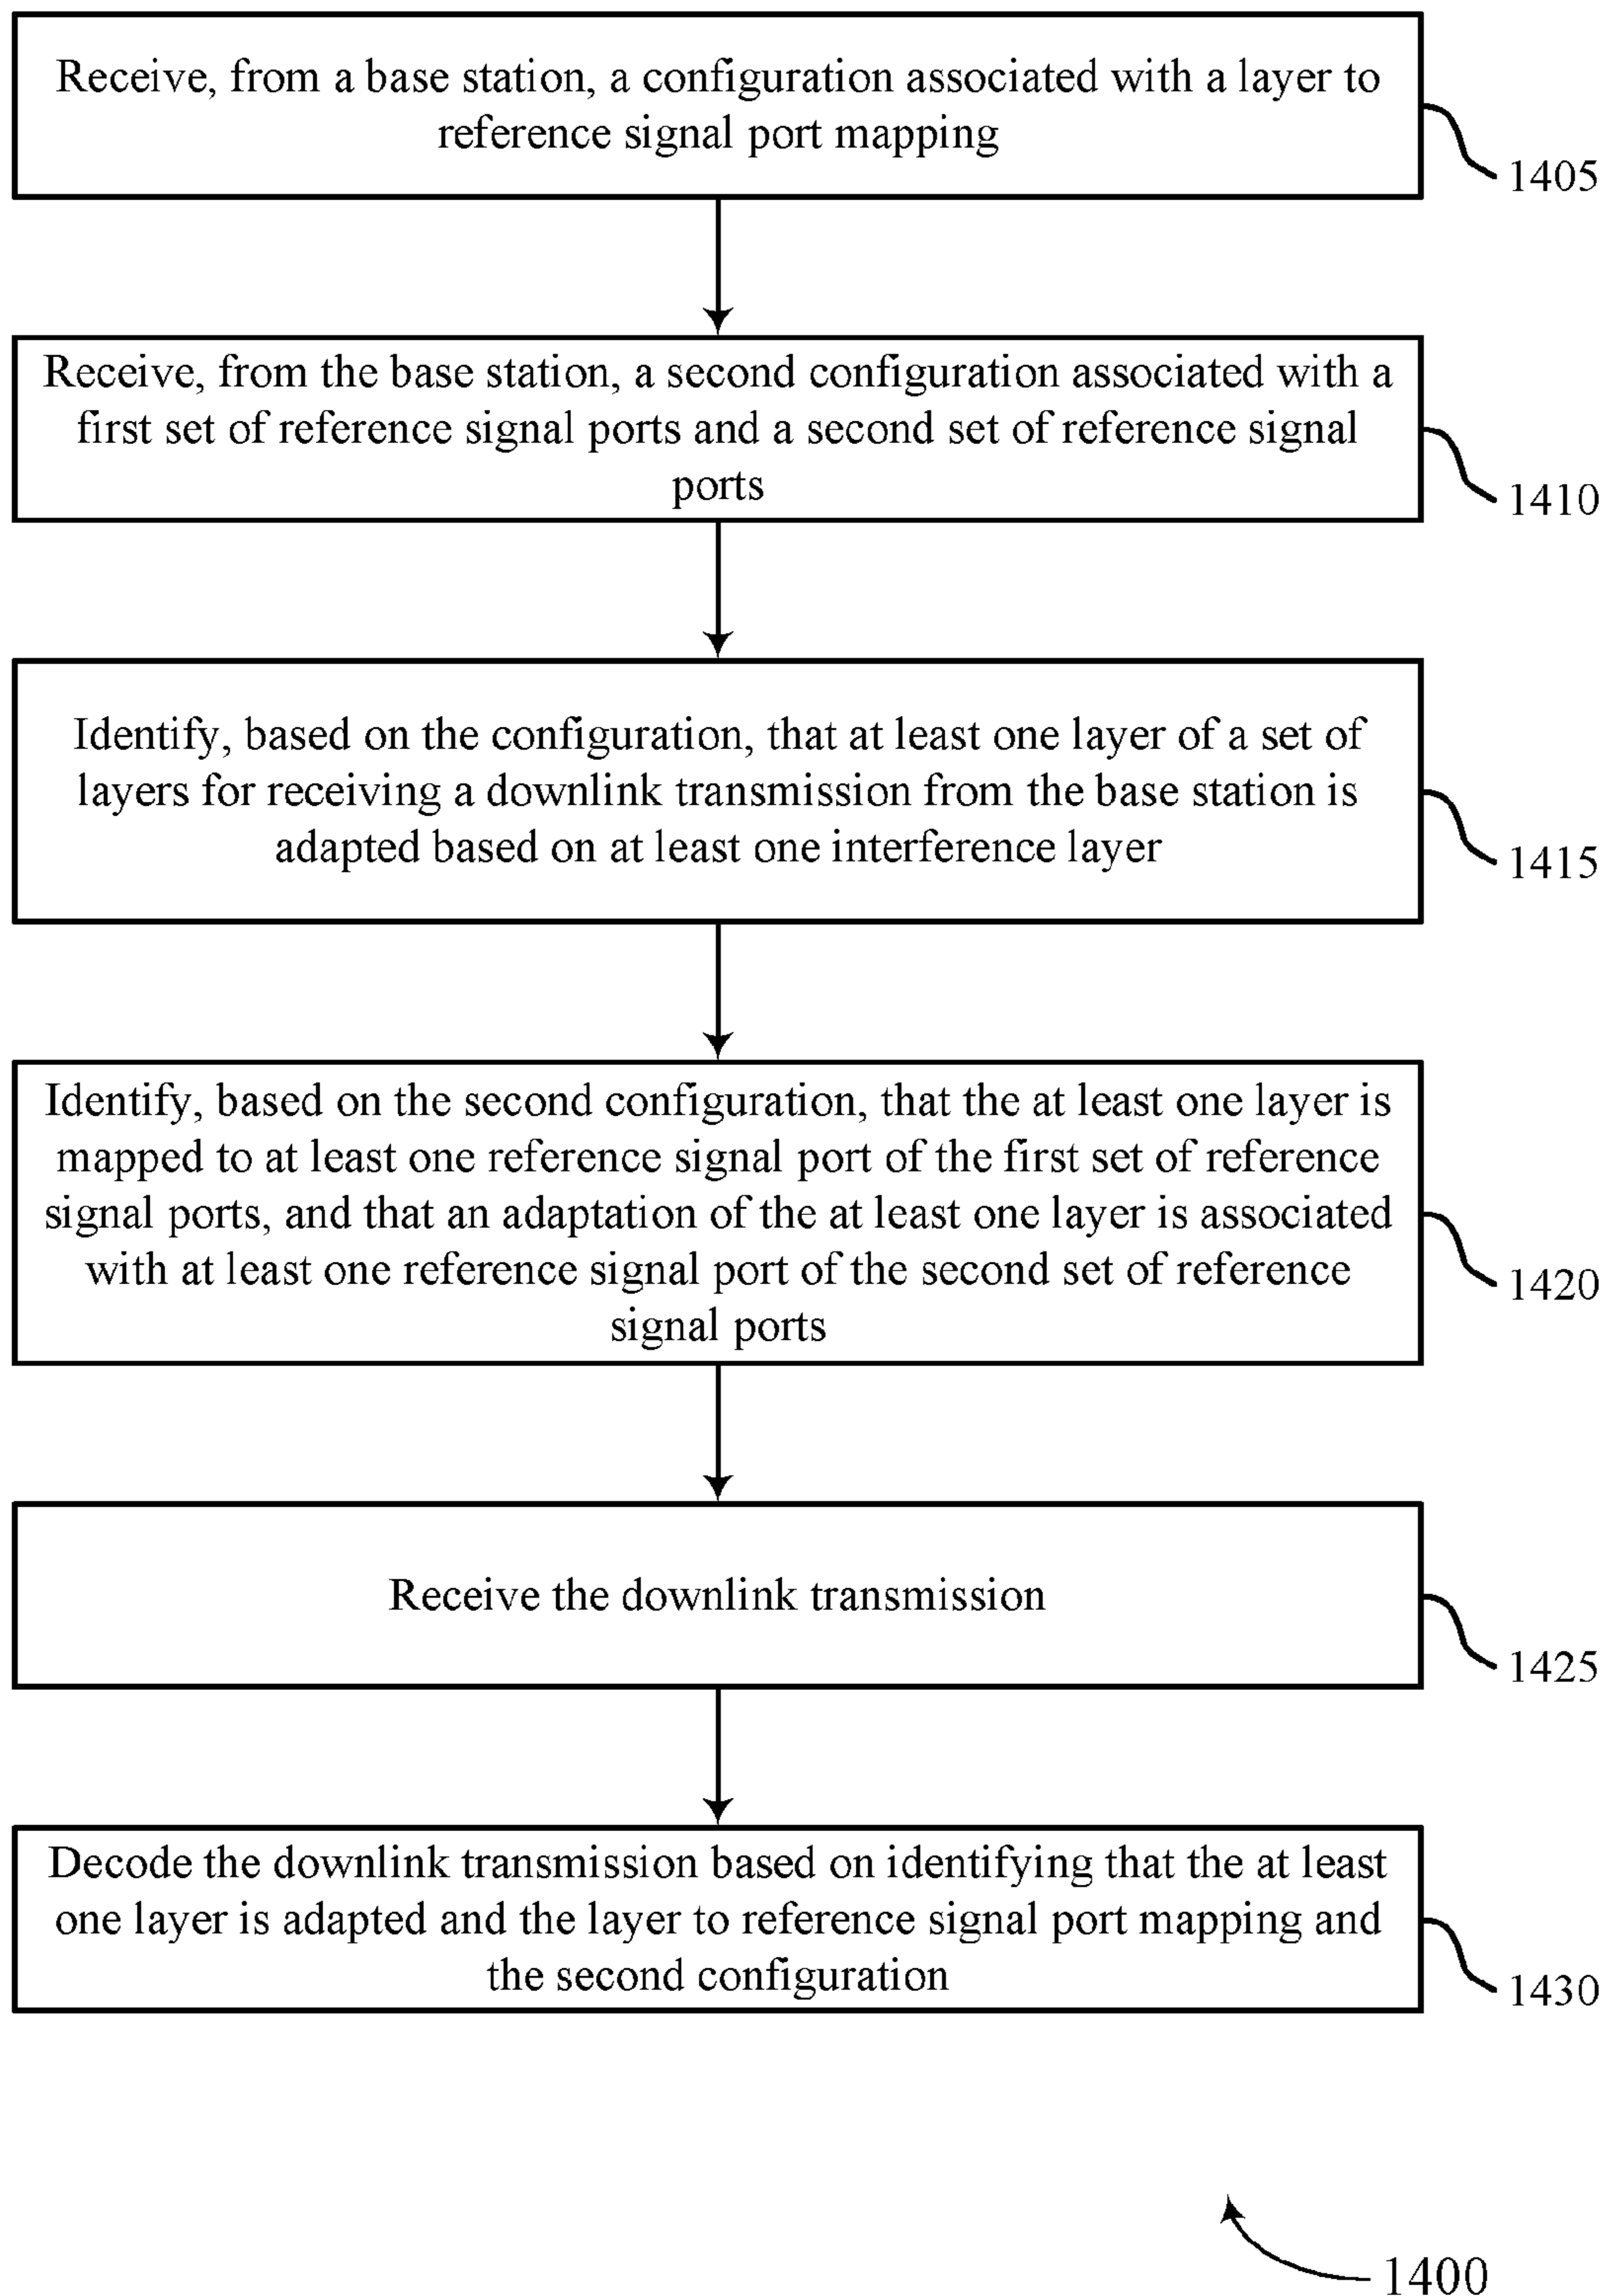 Receive, from a base station, a configuration associated with a layer to
reference signal port mapping
1405
Receive, from the base station, a second configuration associated with a
first set of reference signal ports and a second set of reference signal
ports
1410
Identify, based on the configuration, that at least one layer of a set of
layers for receiving a downlink transmission from the base station is
adapted based on at least one interference layer
1415
Identify, based on the second configuration, that the at least one layer is
mapped to at least one reference signal port of the first set of reference
signal ports, and that an adaptation of the at least one layer is associated
with at least one reference signal port of the second set of reference
signal ports
1420
Receive the downlink transmission
1425
Decode the downlink transmission based on identifying that the at least
one layer is adapted and the layer to reference signal port mapping and
the second configuration
1430
1400